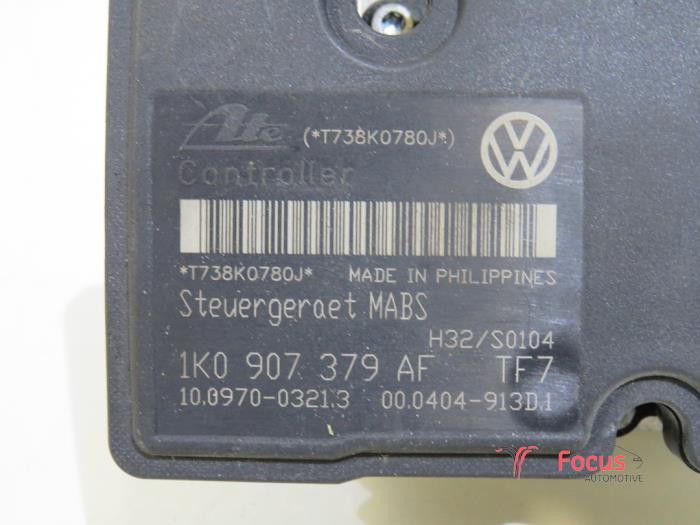 Ate (*T738K0780J*)
Controller
*T738K0780J* MADE IN PHILIPPINES
Steuergeraet MABS
H32/S0104
1K0 907 379 AF TF7
10.0970-0321.3 00.0404-913D.1
Focus
AUTOMOTIVE